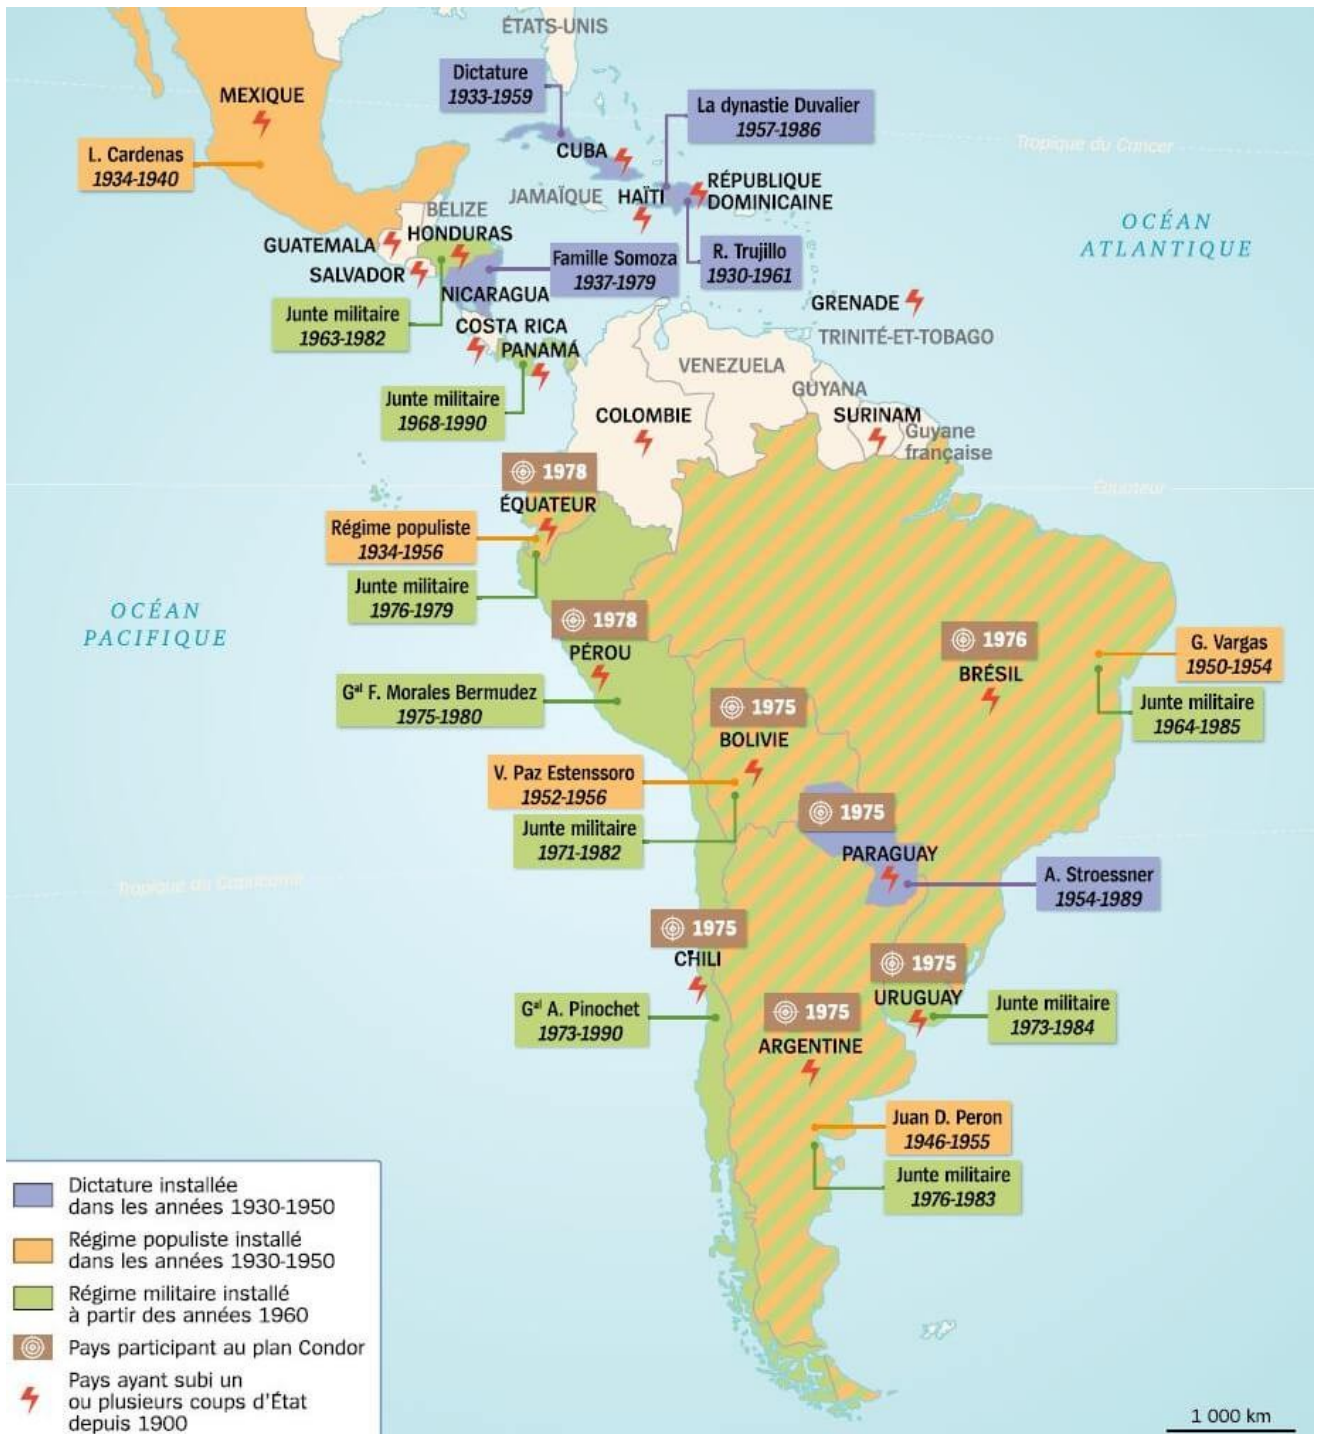 ÉTATS-UNIS
Dictature
1933-1959
MEXIQUE
La dynastie Duvalier
1957-1986
Tropique du Cancer
L. Cardenas
1934-1940
CUBA
JAMAÏQUE
HAÏTI
RÉPUBLIQUE
DOMINICAINE
OCÉAN
ATLANTIQUE
BELIZE
HONDURAS
GUATEMALA
SALVADOR
Famille Somoza
1937-1979
R. Trujillo
1930-1961
NICARAGUA
GRENADE
Junte militaire
1963-1982
COSTA RICA
PANAMÁ
TRINITÉ-ET-TOBAGO
VENEZUELA
GUYANA
Junte militaire
1968-1990
COLOMBIE
SURINAM
Guyane
française
1978
ÉQUATEUR
Équateur
Régime populiste
1934-1956
Junte militaire
1976-1979
OCÉAN
PACIFIQUE
1978
PÉROU
1976
BRÉSIL
G. Vargas
1950-1954
Gal F. Morales Bermudez
1975-1980
Junte militaire
1964-1985
1975
BOLIVIE
V. Paz Estenssoro
1952-1956
Junte militaire
1971-1982
1975
PARAGUAY
A. Stroessner
1954-1989
Tropique du Capricorne
1975
CHILI
1975
URUGUAY
Gal A. Pinochet
1973-1990
1975
ARGENTINE
Junte militaire
1973-1984
Juan D. Peron
1946-1955
Junte militaire
1976-1983
Dictature installée
dans les années 1930-1950
Régime populiste installé
dans les années 1930-1950
Régime militaire installé
à partir des années 1960
Pays participant au plan Condor
Pays ayant subi un
ou plusieurs coups d'État
depuis 1900
1 000 km